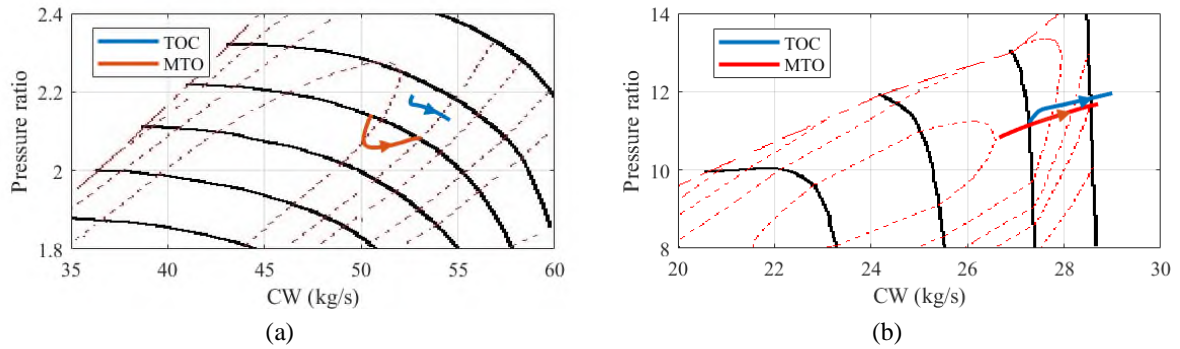 2.4
2.2
2
1.8
35
40
45
50
55
60
Pressure ratio
CW (kg/s)
TOC
MTO
(a)
14
12
10
8
20
22
24
26
28
30
Pressure ratio
CW (kg/s)
TOC
MTO
(b)